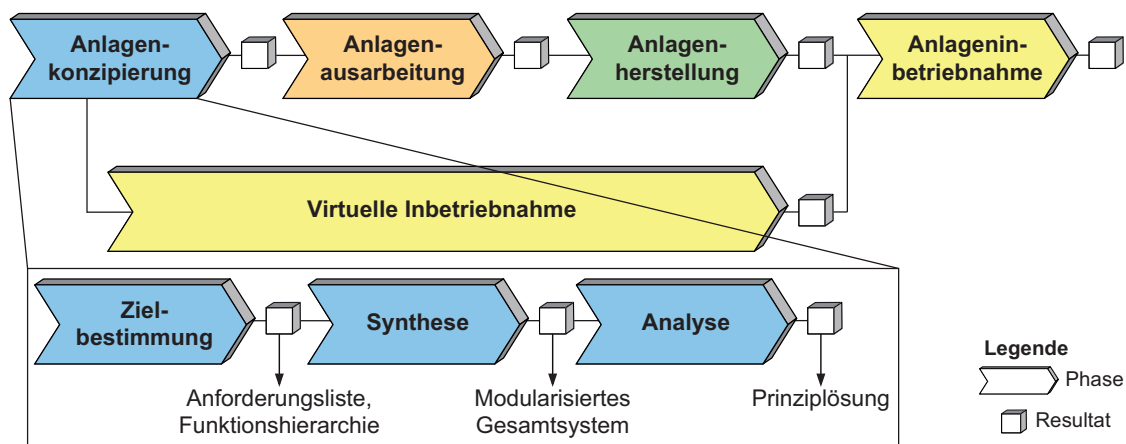 Anlagen-
konzipierung
Anlagen-
ausarbeitung
Anlagen-
herstellung
Anlagenin-
betriebnahme
Virtuelle Inbetriebnahme
Ziel-
bestimmung
Synthese
Analyse
Anforderungsliste,
Funktionshierarchie
Modularisiertes
Gesamtsystem
Prinziplösung
Legende
Phase
Resultat